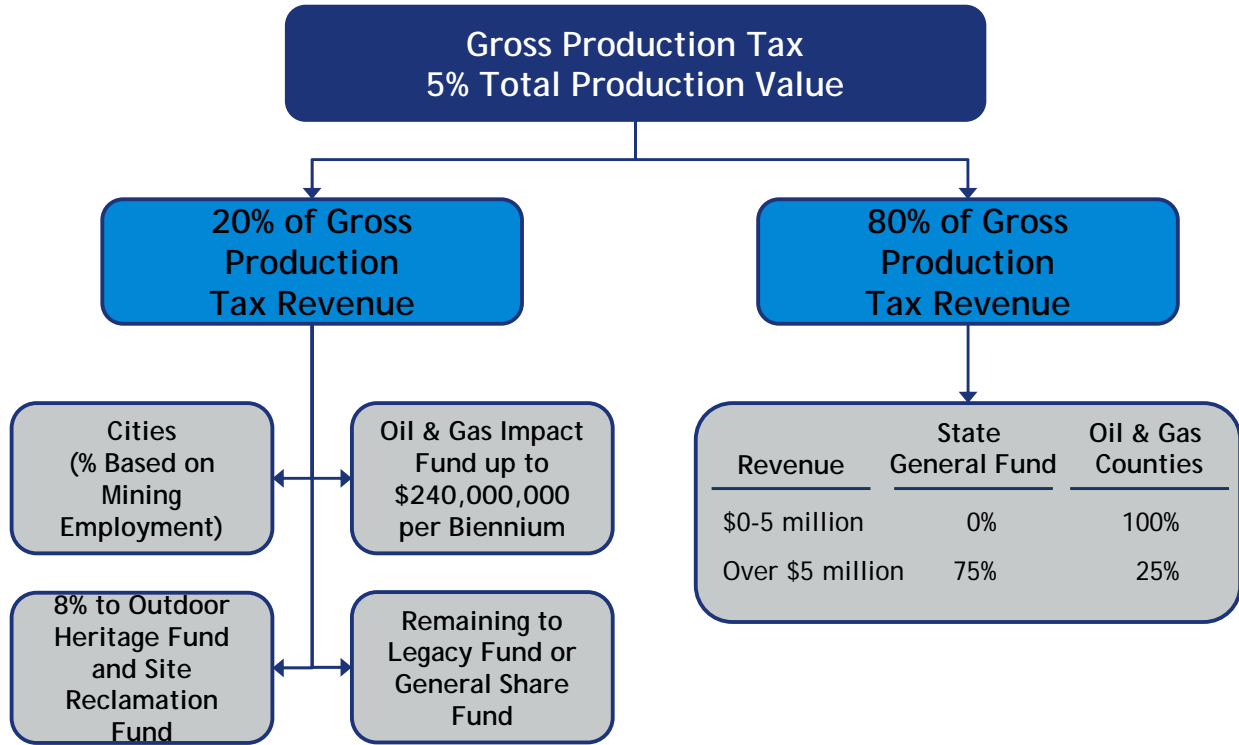 Gross Production Tax
5% Total Production Value
20% of Gross
Production
Tax Revenue
80% of Gross
Production
Tax Revenue
Cities
(% Based on
Mining
Employment)
Oil & Gas Impact
Fund up to
$240,000,000
per Biennium
8% to Outdoor
Heritage Fund
and Site
Reclamation
Fund
Remaining to
Legacy Fund or
General Share
Fund
Revenue State General Fund Oil & Gas Counties
$0-5 million 0% 100%
Over $5 million 75% 25%